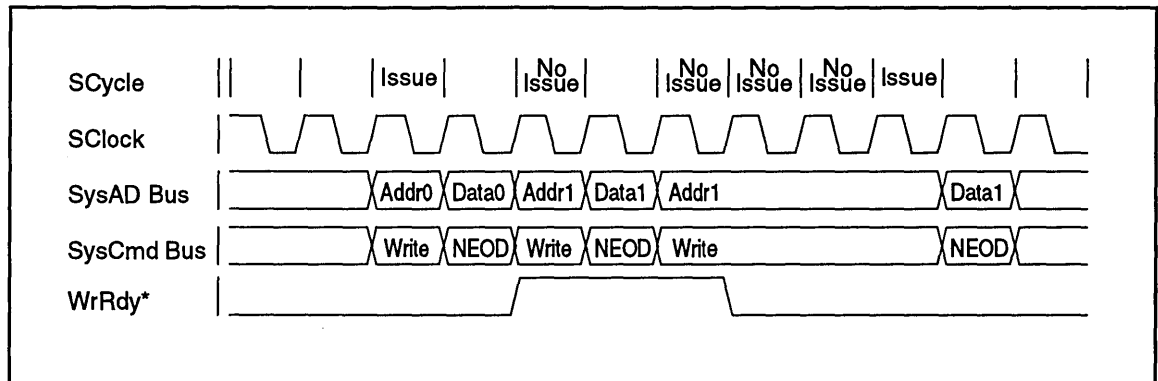 SCycle Issue No Issue No Issue No Issue No Issue Issue
SClock
SysAD Bus Addr0 Data0 Addr1 Data1 Addr1 Data1
SysCmd Bus Write NEOD Write NEOD Write NEOD
WrRdy*